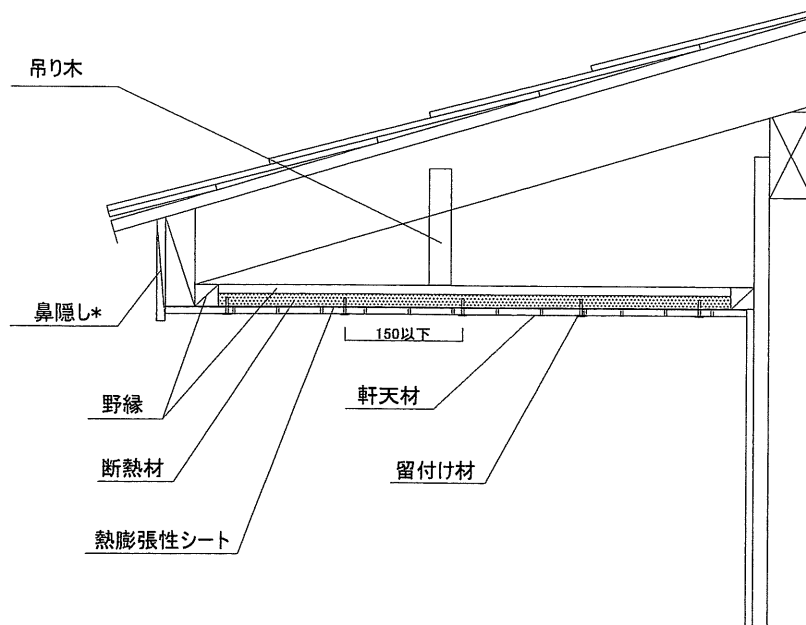 吊り木
鼻隠し*
150以下
野縁
軒天材
断熱材
留付け材
熱膨張性シート